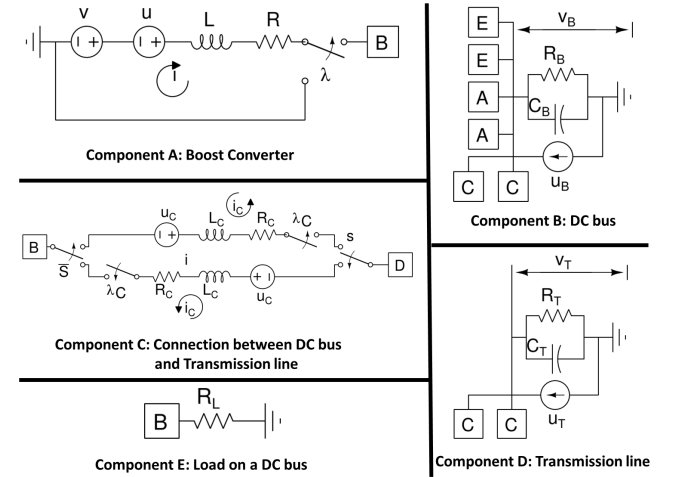 v u L R B
i λ
Component A: Boost Converter
E E A A C C
v_B
R_B
C_B
u_B
Component B: DC bus
u_C L_C i_C R_C λC s
B S̅ i D
λC R_C L_C u_C
i_C
Component C: Connection between DC bus
and Transmission line
B R_L
Component E: Load on a DC bus
v_T
R_T
C_T
u_T
C C
Component D: Transmission line